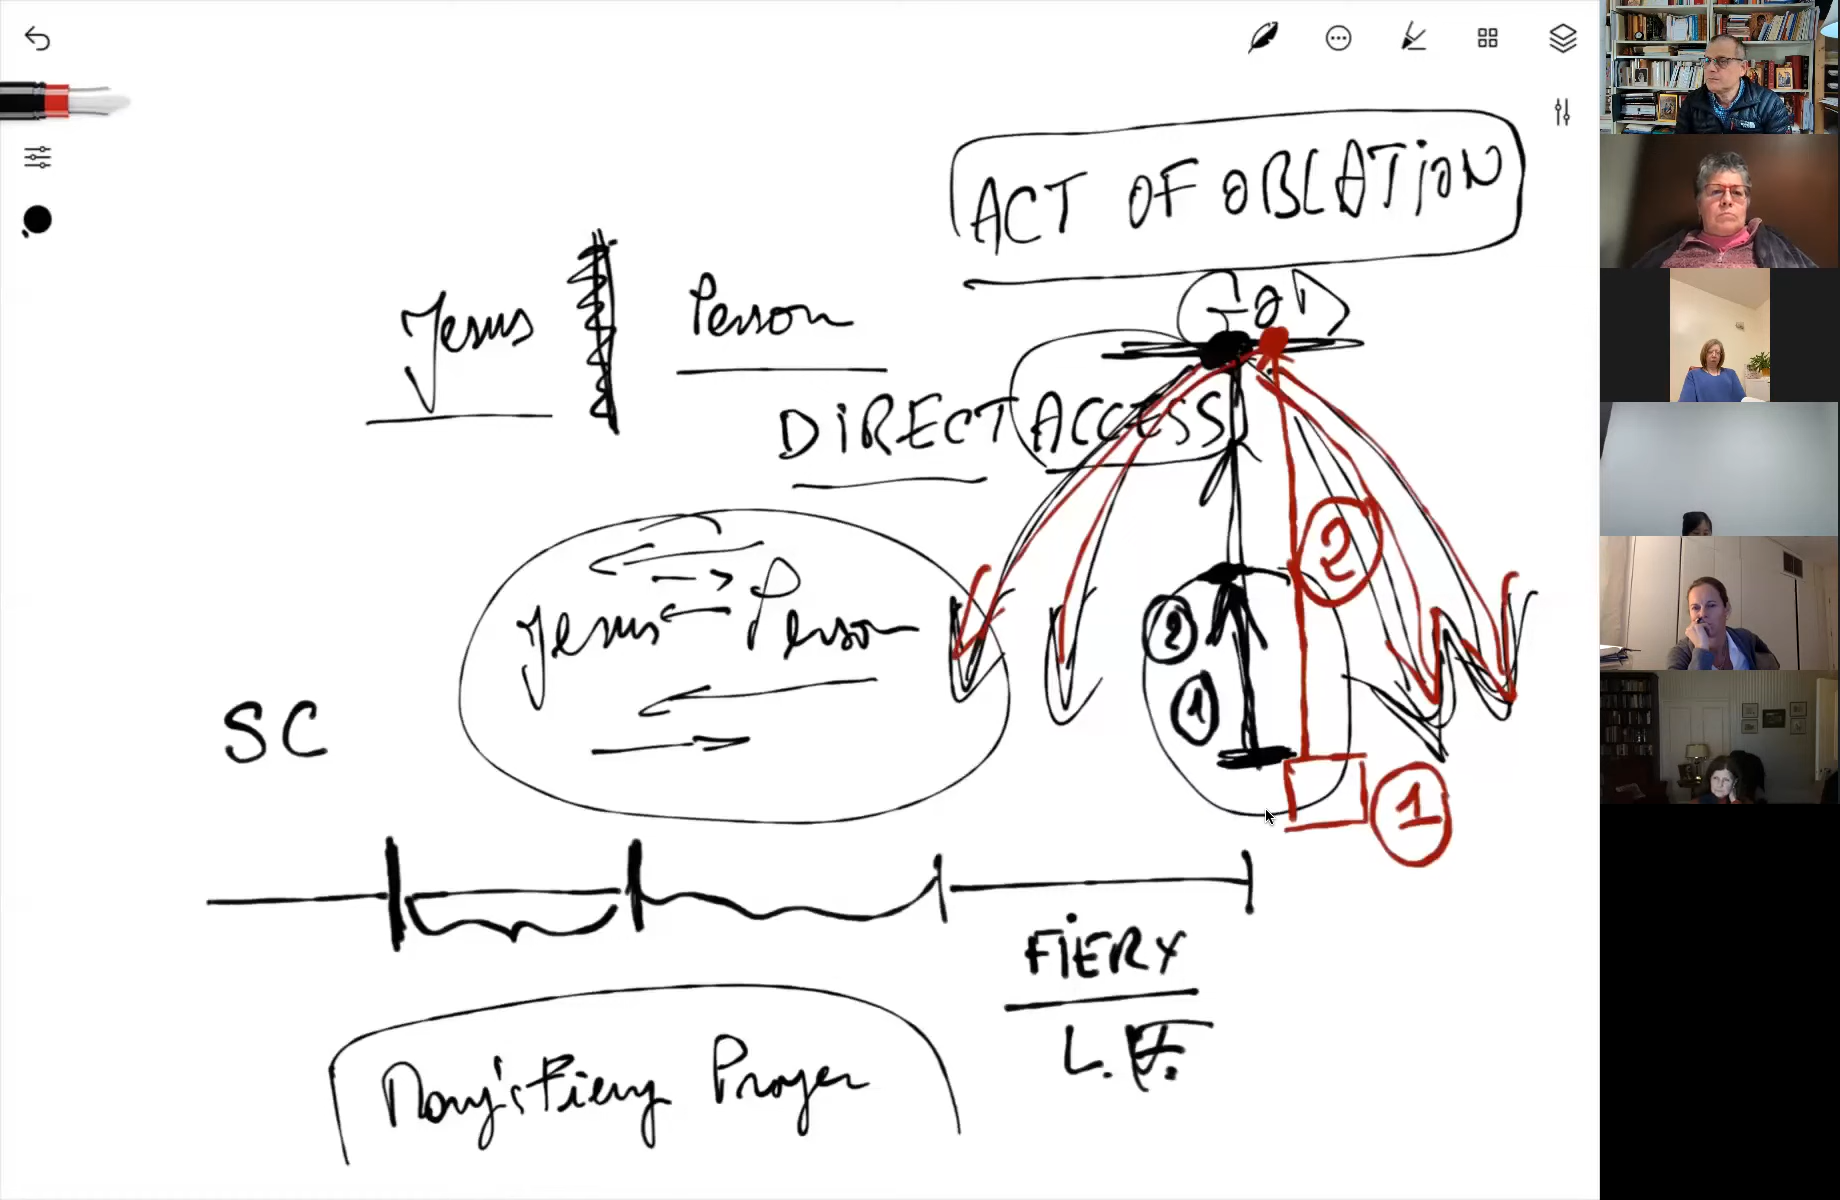 ACT OF OBLATION
GOD
Jesus
Person
DIRECT ACCESS
2
Jesus Person
2
1
SC
1
FIERY
L.F.
Mary's Fiery Prayer